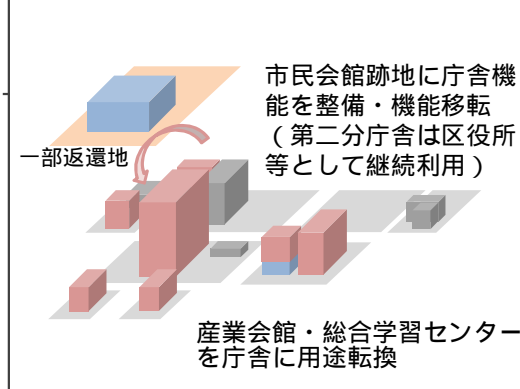 市民会館跡地に庁舎機
能を整備・機能移転
（第二分庁舎は区役所
等として継続利用）
一部返還地
産業会館・総合学習センター
を庁舎に用途転換